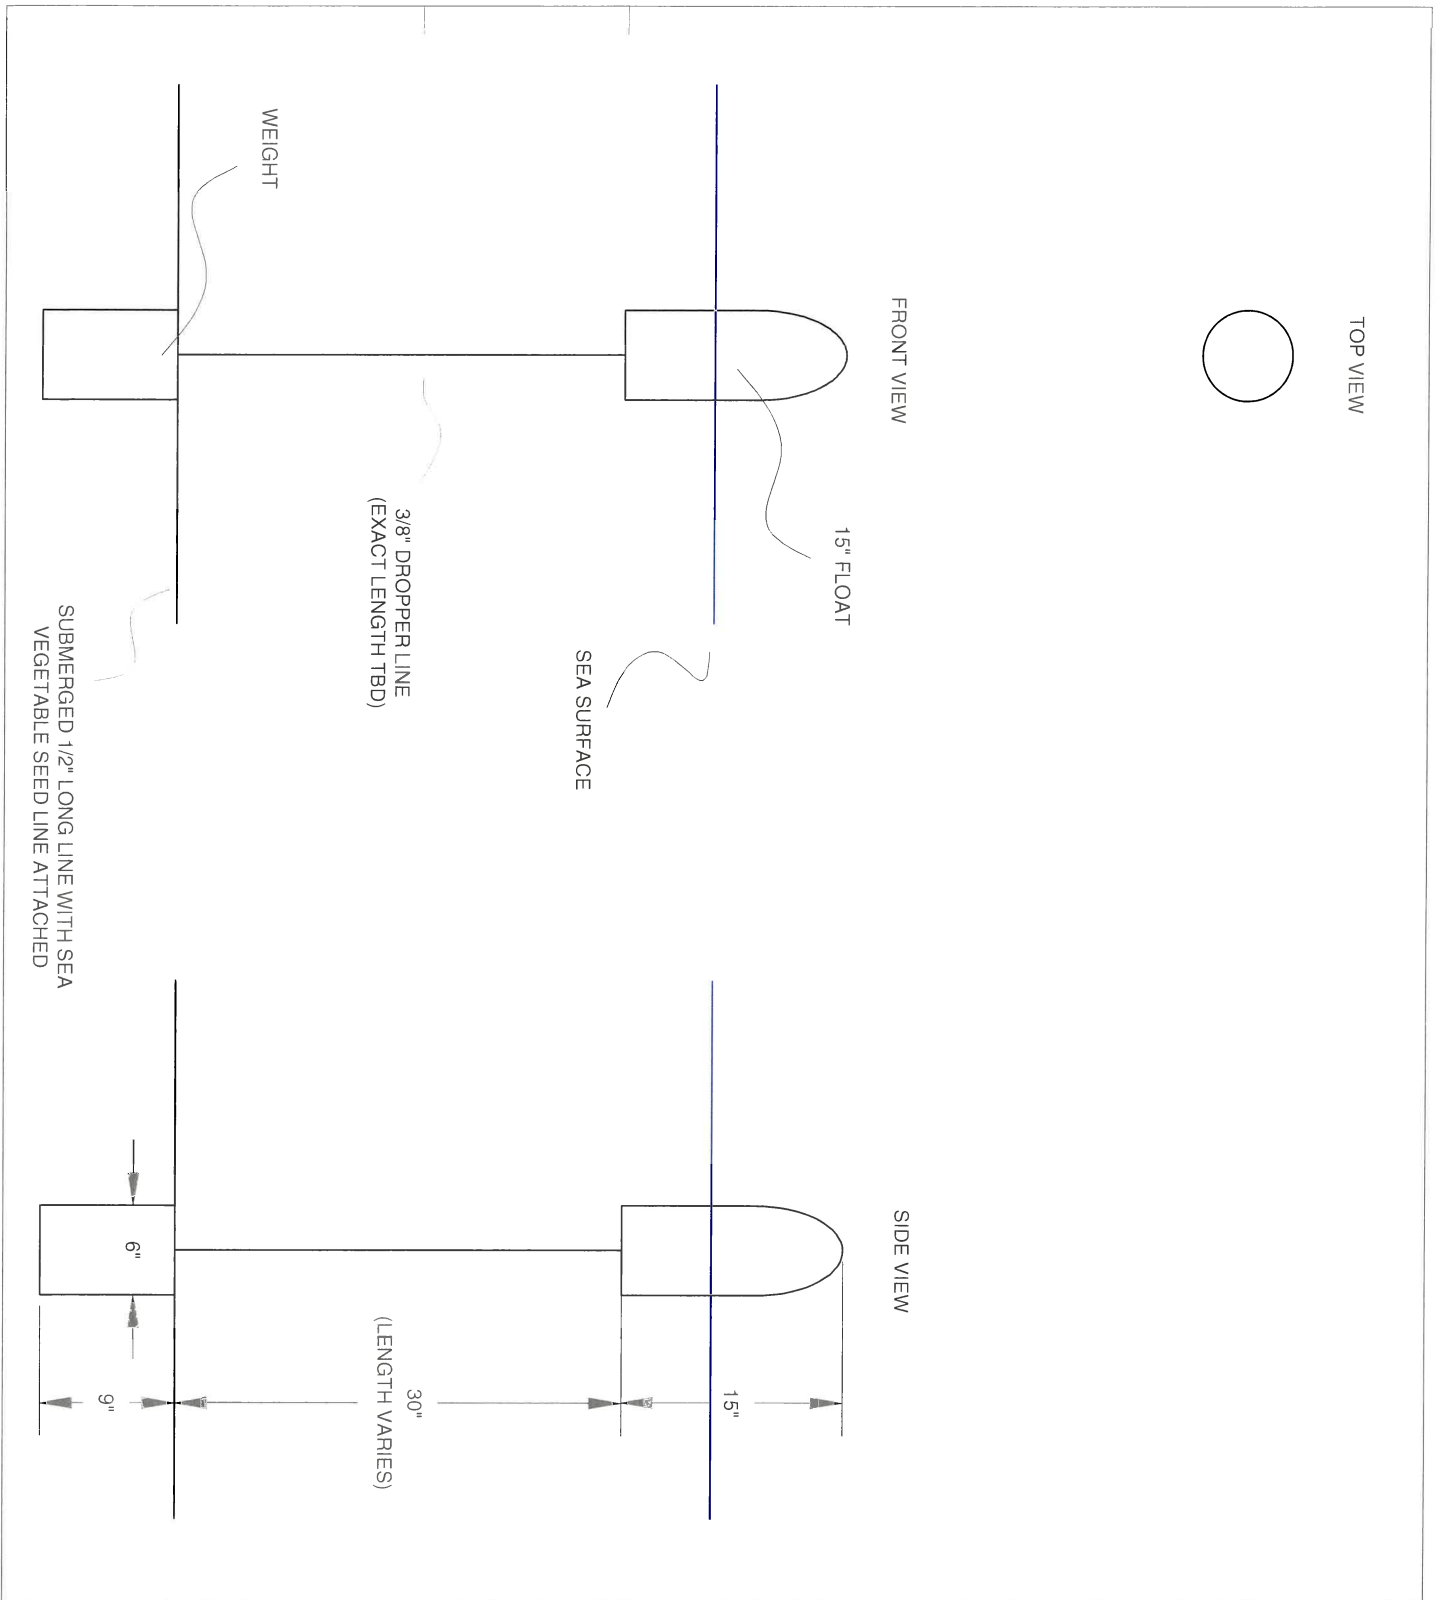 TOP VIEW
FRONT VIEW
SIDE VIEW
15" FLOAT
15"
SEA SURFACE
3/8" DROPPER LINE
(EXACT LENGTH TBD)
30"
(LENGTH VARIES)
WEIGHT
6"
9"
SUBMERGED 1/2" LONG LINE WITH SEA
VEGETABLE SEED LINE ATTACHED